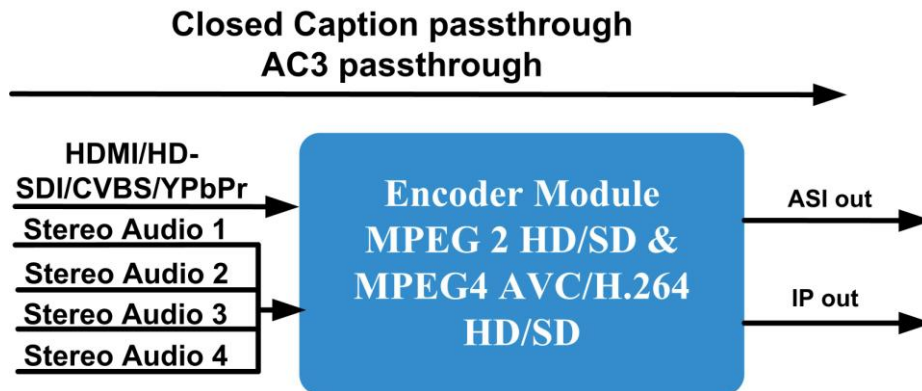 Closed Caption passthrough
AC3 passthrough
HDMI/HD-
SDI/CVBS/YPbPr
Stereo Audio 1
Stereo Audio 2
Stereo Audio 3
Stereo Audio 4
Encoder Module
MPEG 2 HD/SD &
MPEG4 AVC/H.264
HD/SD
ASI out
IP out